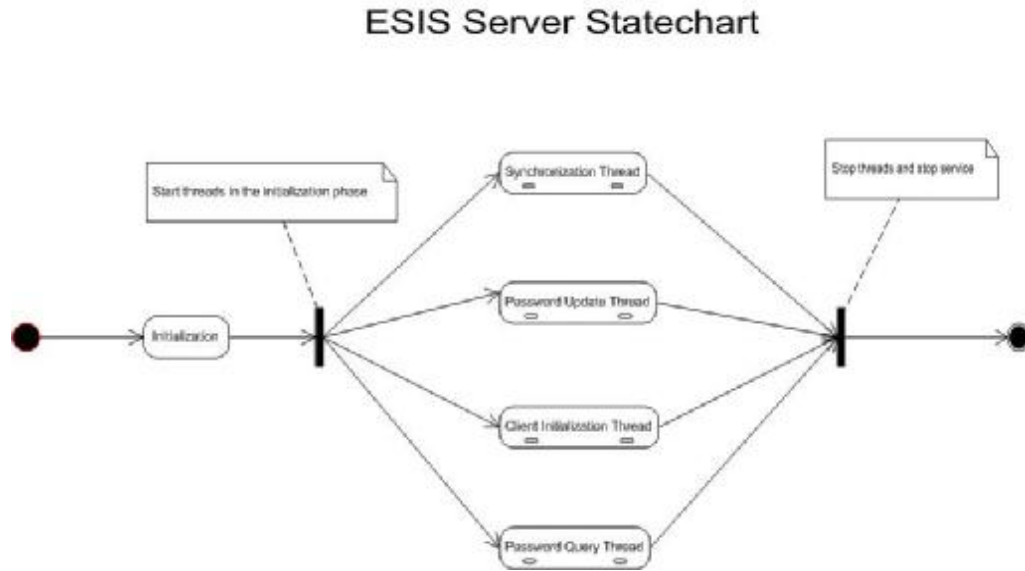 ESIS Server Statechart
Start threads in the initialization phase
Synchronization Thread
Stop threads and stop service
Password Update Thread
Initialization
Client Initialization Thread
Password Query Thread